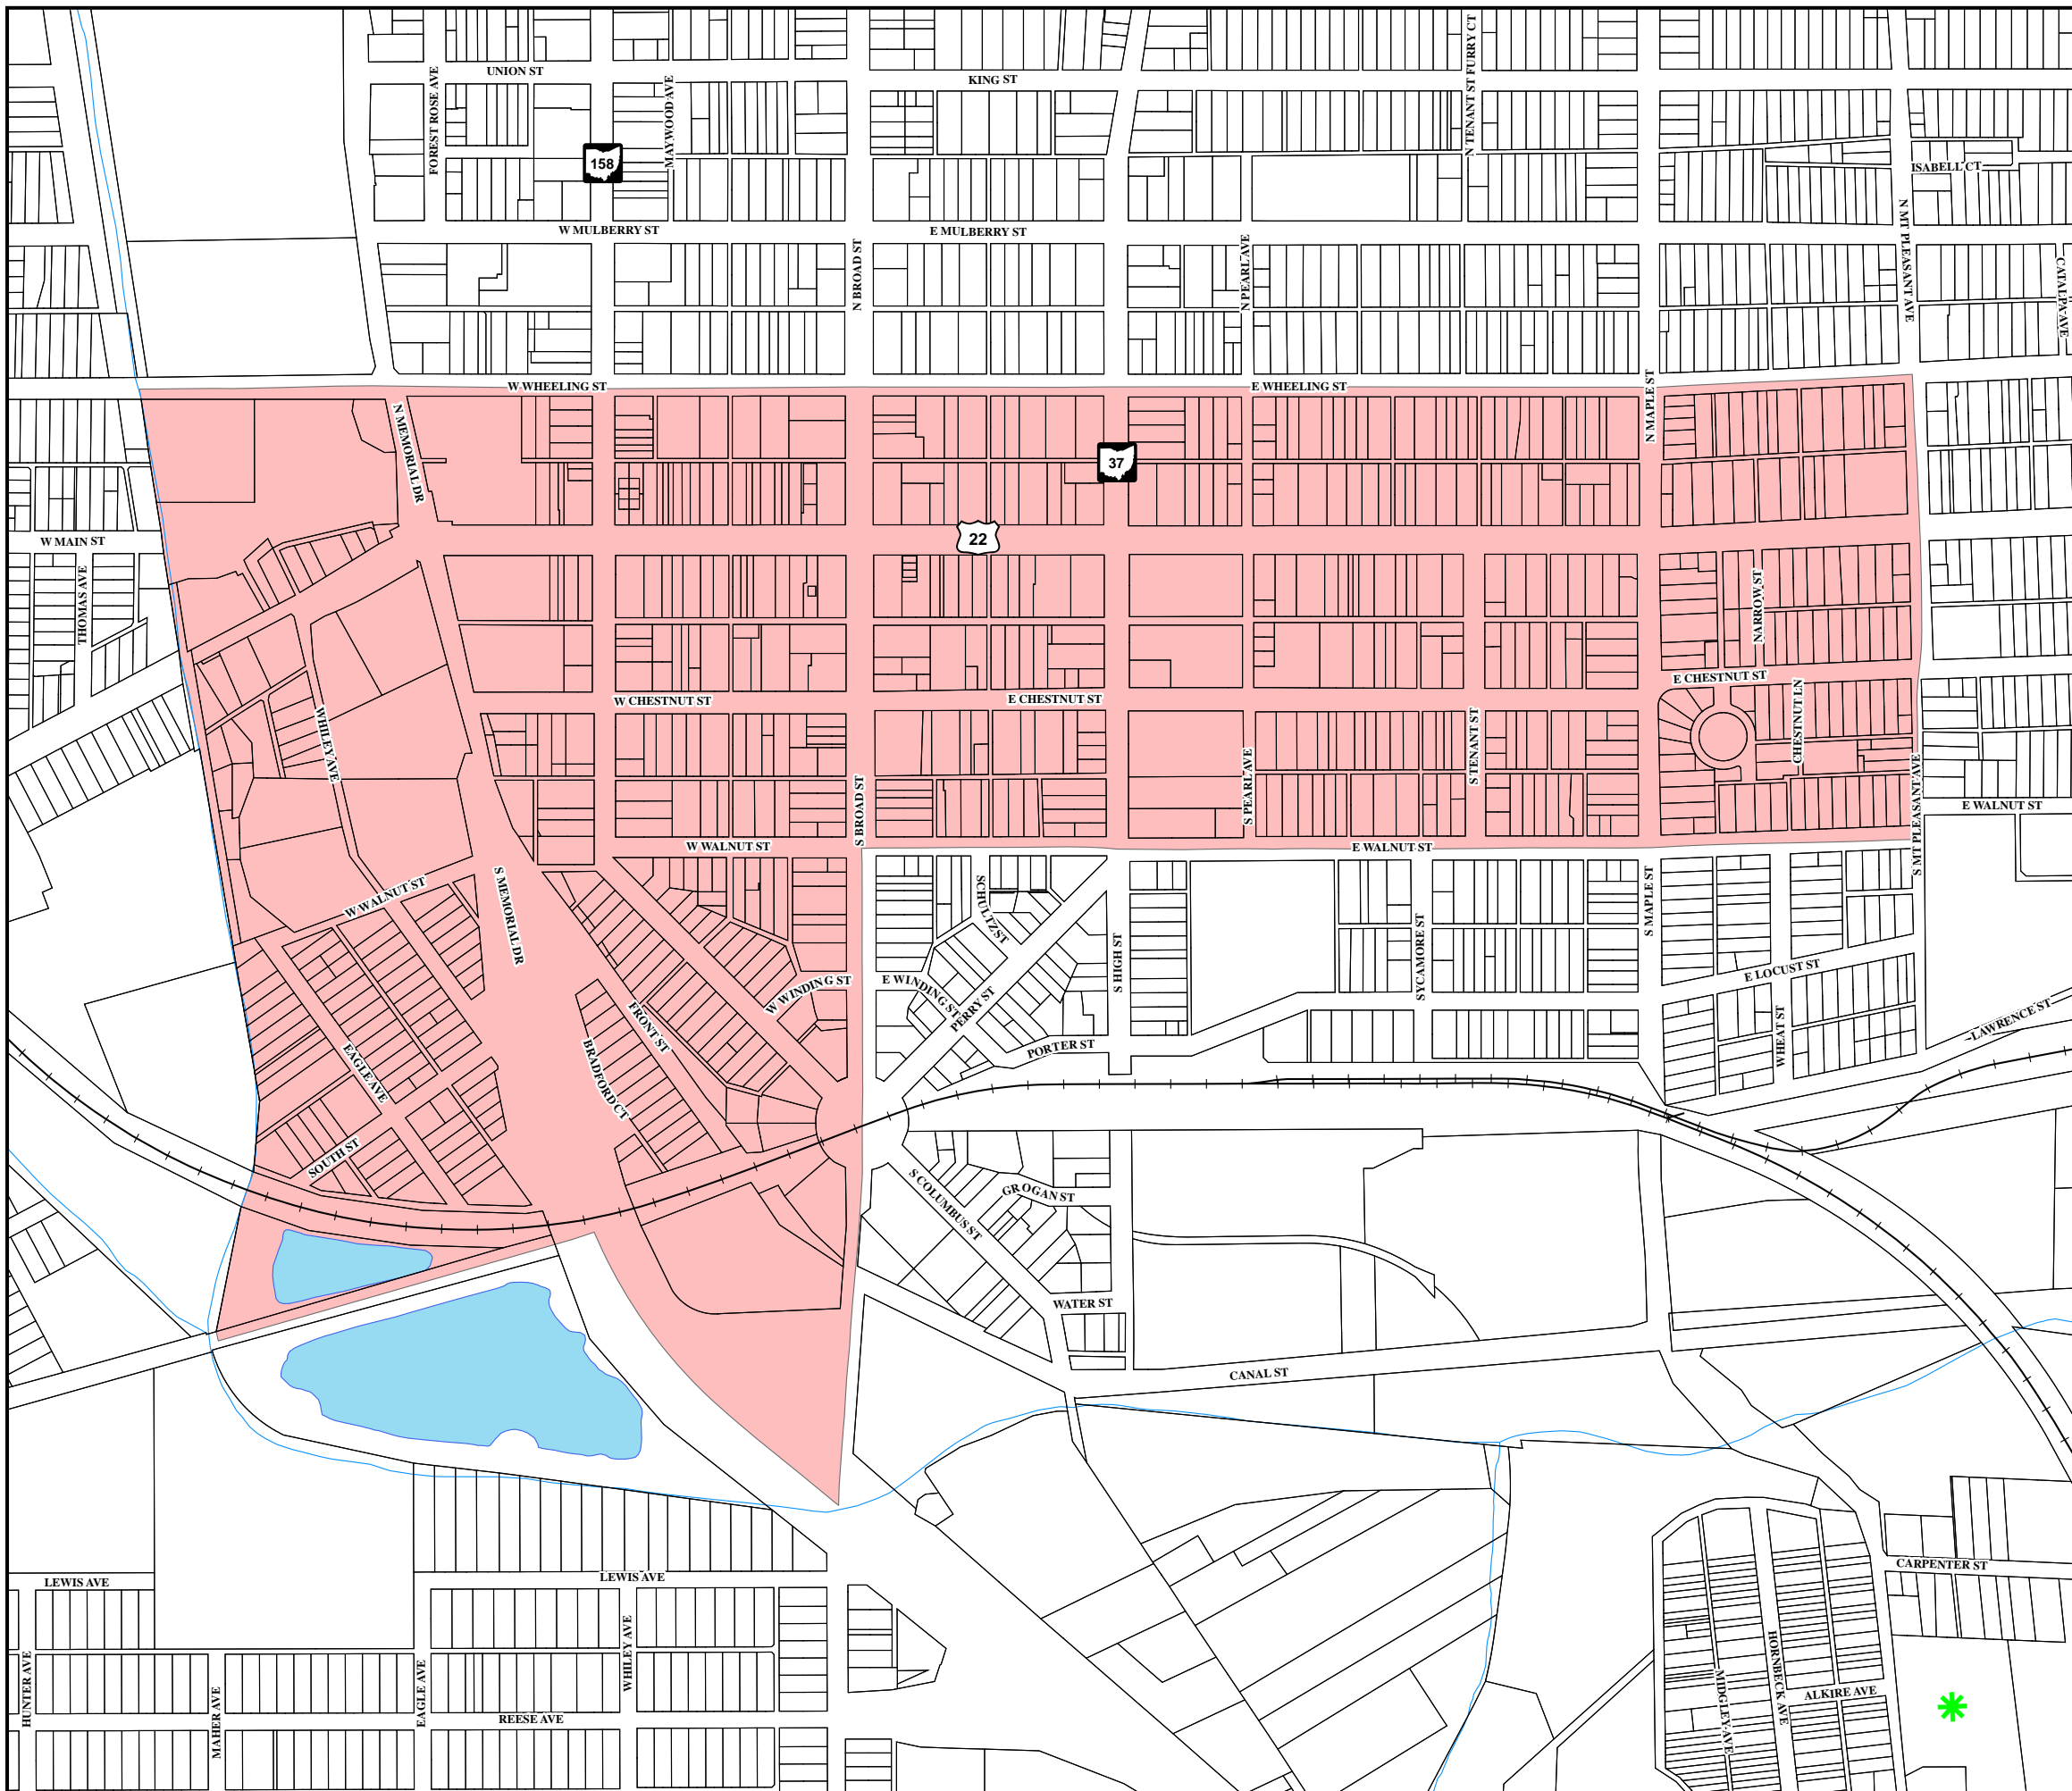 N TENANT ST FURRY CT
UNION ST
KING ST
FOREST ROSE AVE
MAYWOOD AVE
158
ISABELL CT
W MULBERRY ST
E MULBERRY ST
N BROAD ST
N PEARL AVE
N MT PLEASANT AVE
CATALPA AVE
W WHEELING ST
E WHEELING ST
N MAPLE ST
N MEMORIAL DR
37
22
W MAIN ST
THOMAS AVE
NARROW ST
E CHESTNUT ST
W CHESTNUT ST
E CHESTNUT ST
CHESTNUT LN
WHILEY AVE
S TENANT ST
S PEARL AVE
S BROAD ST
S MT PLEASANT AVE
E WALNUT ST
W WALNUT ST
E WALNUT ST
W WALNUT ST
S MEMORIAL DR
SCHULTZ ST
S MAPLE ST
SYCAMORE ST
S HIGH ST
E LOCUST ST
W WINDING ST
E WINDING ST
PERRY ST
FRONT ST
LAWRENCE ST
WHEAT ST
PORTER ST
EAGLE AVE
BRADFORD CT
SOUTH ST
S COLUMBUS ST
GROGAN ST
WATER ST
CANAL ST
CARPENTER ST
LEWIS AVE
LEWIS AVE
HUNTER AVE
MAHER AVE
EAGLE AVE
WHILEY AVE
HORNBECK AVE
MIDGLEY AVE
ALKIRE AVE
REESE AVE